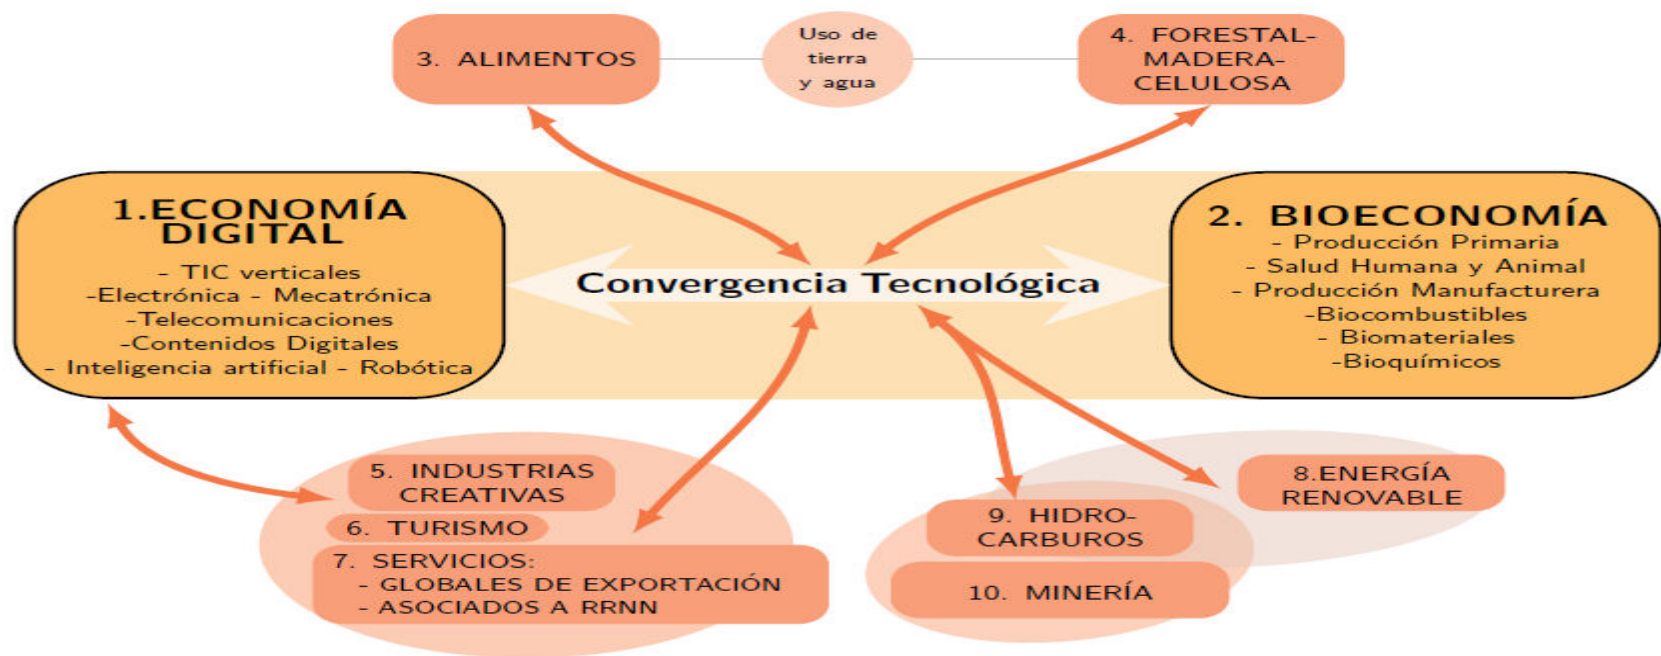 3. ALIMENTOS
Uso de
tierra
y agua
4. FORESTAL-
MADERA-
CELULOSA
1.ECONOMÍA
DIGITAL
- TIC verticales
-Electrónica - Mecatrónica
-Telecomunicaciones
-Contenidos Digitales
- Inteligencia artificial - Robótica
Convergencia Tecnológica
2. BIOECONOMÍA
- Producción Primaria
- Salud Humana y Animal
- Producción Manufacturera
-Biocombustibles
- Biomateriales
-Bioquímicos
5. INDUSTRIAS
CREATIVAS
6. TURISMO
7. SERVICIOS:
- GLOBALES DE EXPORTACIÓN
- ASOCIADOS A RRNN
8.ENERGÍA
RENOVABLE
9. HIDRO-
CARBUROS
10. MINERÍA